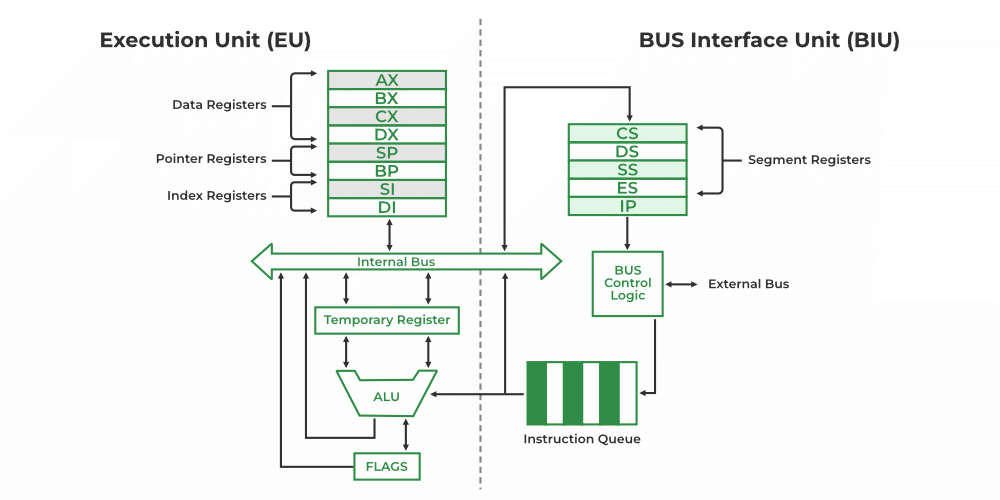 Execution Unit (EU)
BUS Interface Unit (BIU)
Data Registers
Pointer Registers
Index Registers
AX
BX
CX
DX
SP
BP
SI
DI
CS
DS
SS
ES
IP
Segment Registers
Internal Bus
BUS
Control
Logic
External Bus
Temporary Register
ALU
Instruction Queue
FLAGS